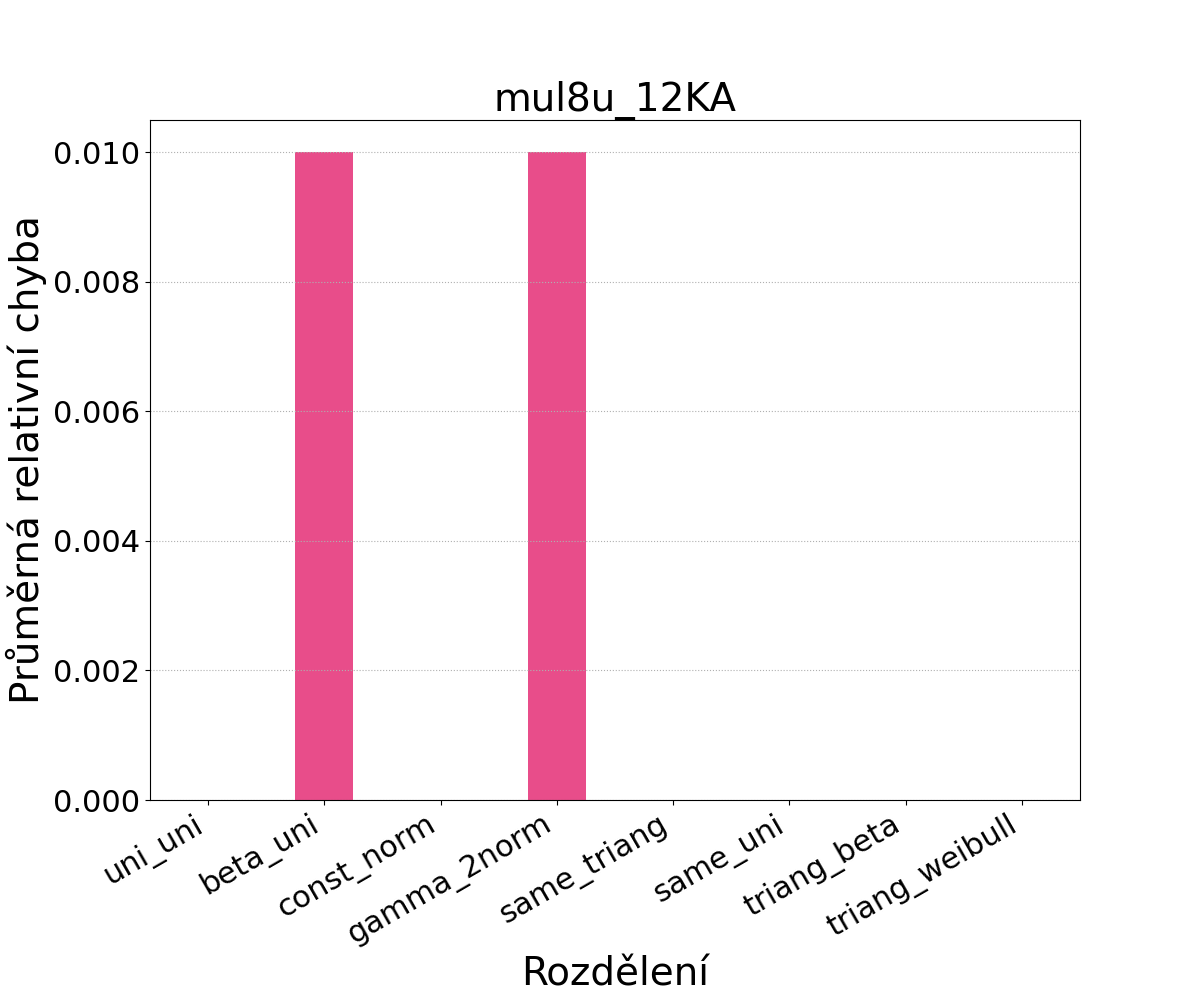 mul8u_12KA
Průměrná relativní chyba
0.010
0.008
0.006
0.004
0.002
0.000
uni_uni
beta_uni
const_norm
gamma_2norm
same_triang
same_uni
triang_beta
triang_weibull
Rozdělení